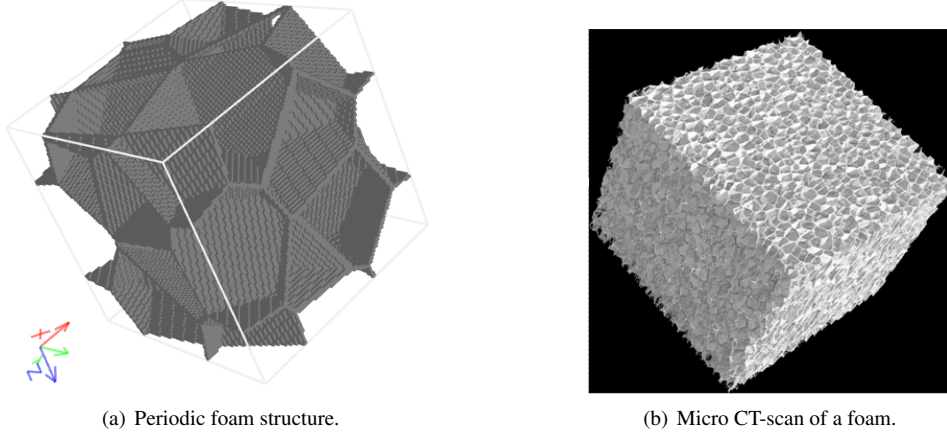 X
Y
Z
(a) Periodic foam structure.
(b) Micro CT-scan of a foam.